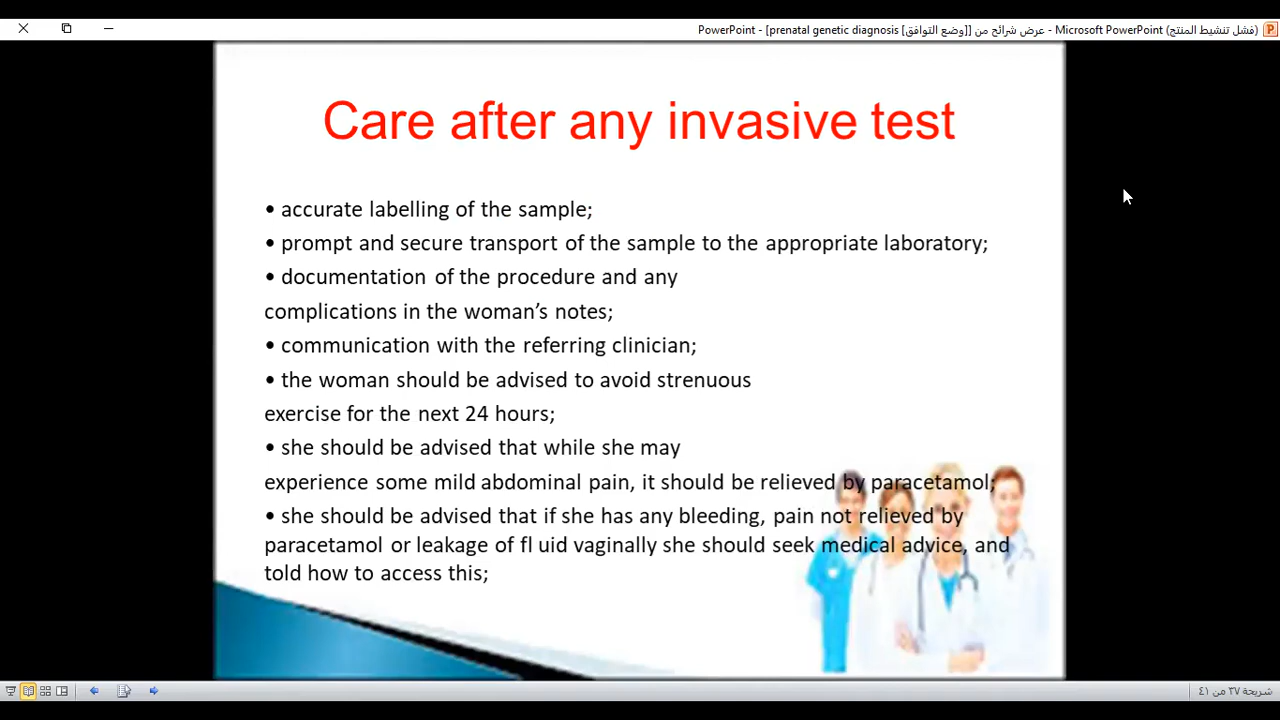 PowerPoint - [prenatal genetic diagnosis [وضع التوافق]] عرض شرائح من - Microsoft PowerPoint (فشل تنشيط المنتج)
Care after any invasive test
• accurate labelling of the sample;
• prompt and secure transport of the sample to the appropriate laboratory;
• documentation of the procedure and any
complications in the woman’s notes;
• communication with the referring clinician;
• the woman should be advised to avoid strenuous
exercise for the next 24 hours;
• she should be advised that while she may
experience some mild abdominal pain, it should be relieved by paracetamol;
• she should be advised that if she has any bleeding, pain not relieved by
paracetamol or leakage of fl uid vaginally she should seek medical advice, and
told how to access this;
شريحة ٣٧ من ٤١